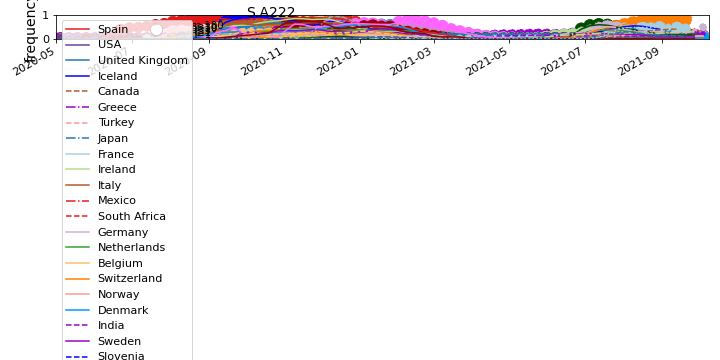 S.A222
frequency
1
0
2020-05
2020-09
2020-11
2021-01
2021-03
2021-05
2021-07
2021-09
Spain
USA
United Kingdom
Iceland
Canada
Greece
Turkey
Japan
France
Ireland
Italy
Mexico
South Africa
Germany
Netherlands
Belgium
Switzerland
Norway
Denmark
India
Sweden
Slovenia